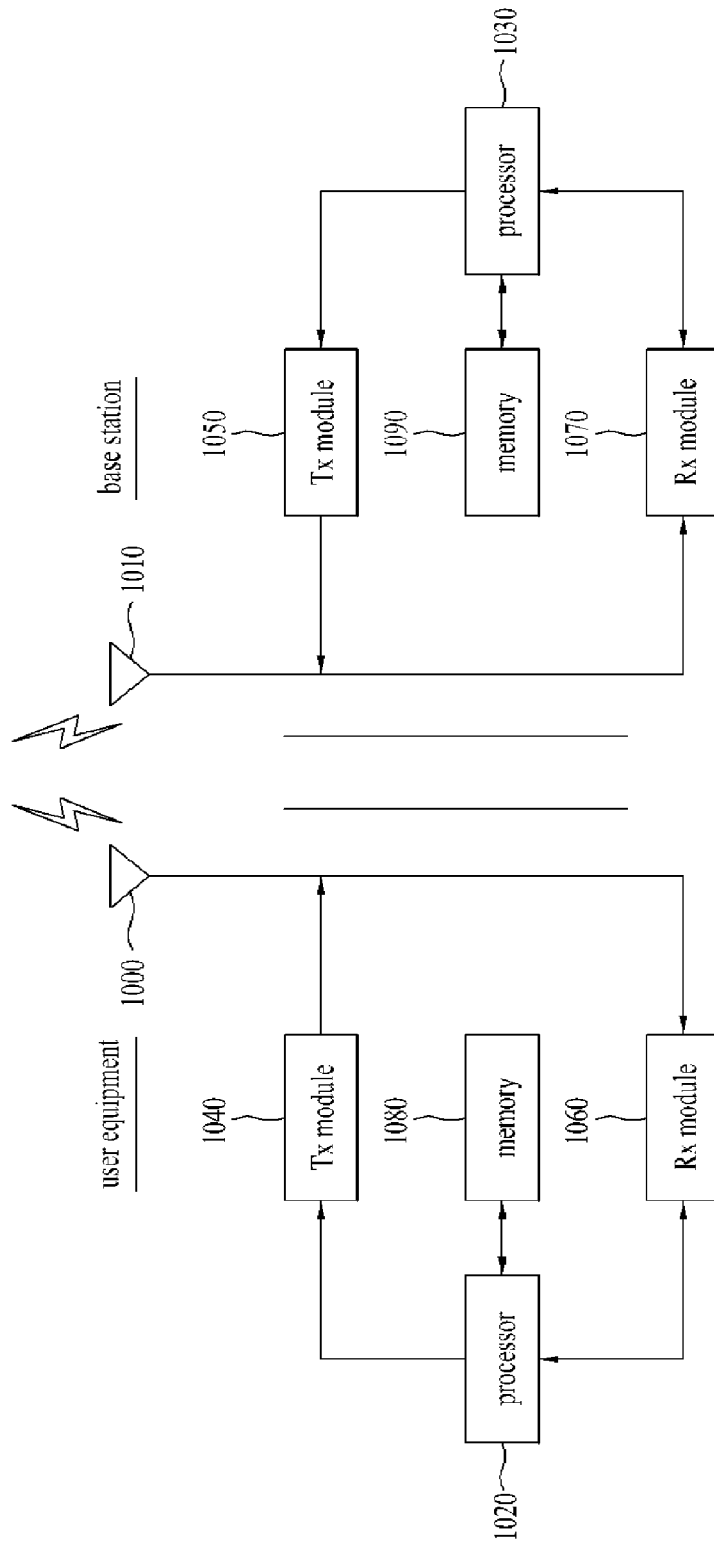 user equipment
base station
1000
1010
1040
Tx module
1050
Tx module
1020
processor
1080
memory
1090
memory
processor
1030
1060
Rx module
1070
Rx module